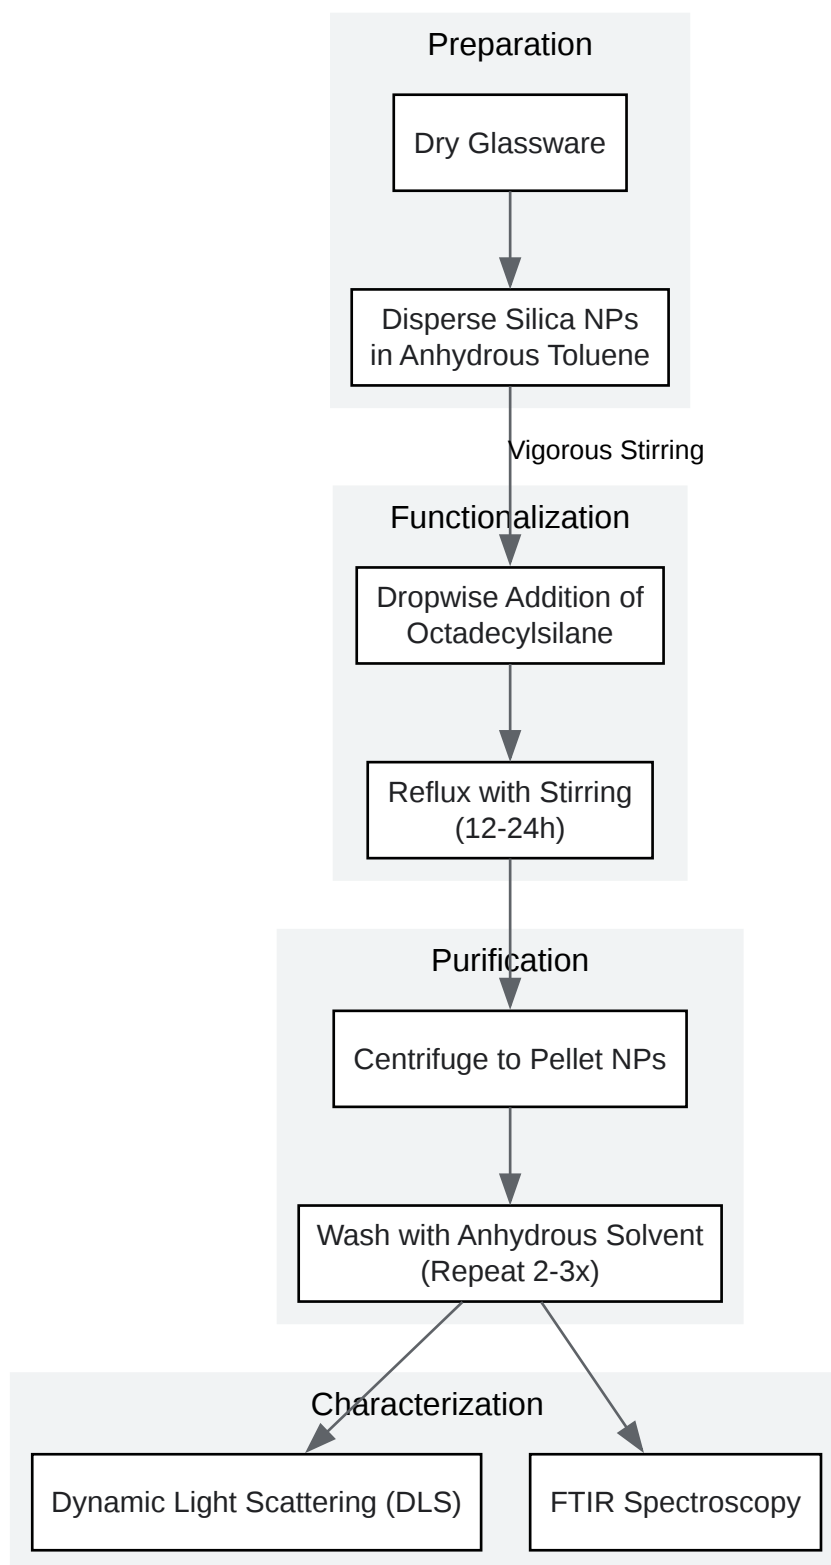 Preparation
Dry Glassware
Disperse Silica NPs
in Anhydrous Toluene
Vigorous Stirring
Functionalization
Dropwise Addition of
Octadecylsilane
Reflux with Stirring
(12-24h)
Purification
Centrifuge to Pellet NPs
Wash with Anhydrous Solvent
(Repeat 2-3x)
Characterization
Dynamic Light Scattering (DLS)
FTIR Spectroscopy